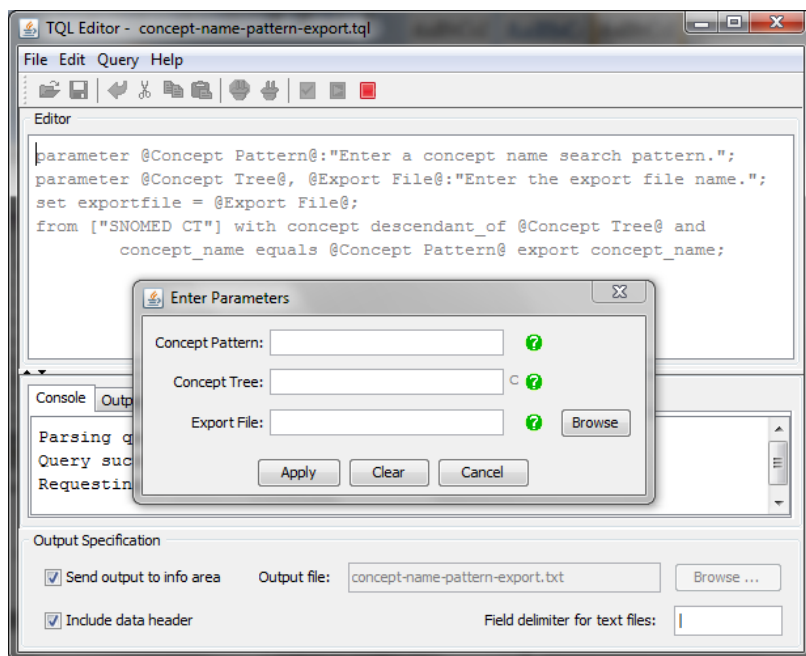 TQL Editor - concept-name-pattern-export.tql
File Edit Query Help
Editor
parameter @Concept Pattern@:"Enter a concept name search pattern.";
parameter @Concept Tree@, @Export File@:"Enter the export file name.";
set exportfile = @Export File@;
from ["SNOMED CT"] with concept descendant_of @Concept Tree@ and
concept_name equals @Concept Pattern@ export concept_name;
Enter Parameters
Concept Pattern: ?
Concept Tree: C ?
Export File: ? Browse
Apply Clear Cancel
Console Outp
Parsing q
Query suc
Requestin
Output Specification
Send output to info area Output file: concept-name-pattern-export.txt Browse ...
Include data header Field delimiter for text files: |